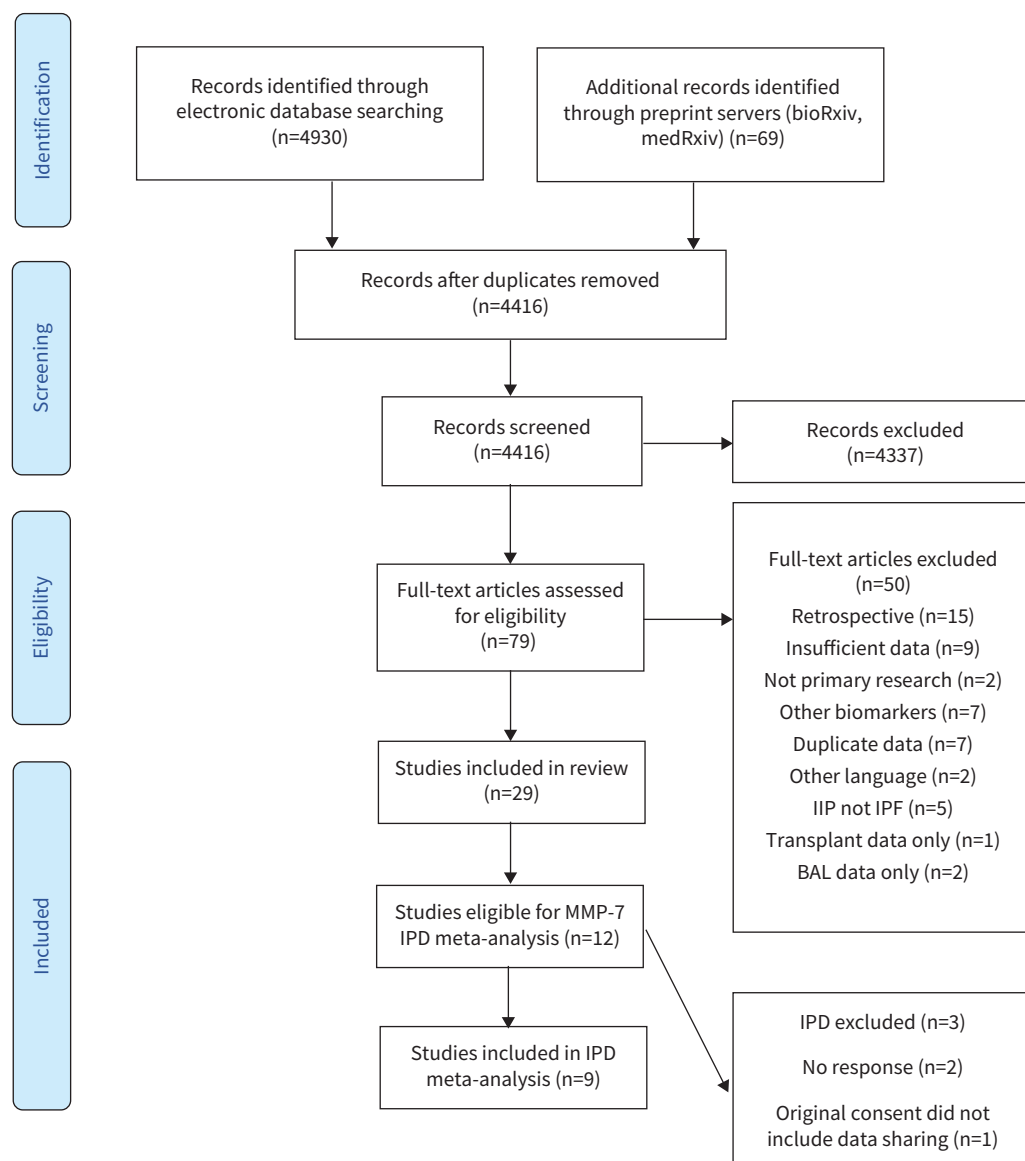 Identification
Records identified through
electronic database searching
(n=4930)
Additional records identified
through preprint servers (bioRxiv,
medRxiv) (n=69)
Screening
Records after duplicates removed
(n=4416)
Records screened
(n=4416)
Records excluded
(n=4337)
Eligibility
Full-text articles assessed
for eligibility
(n=79)
Full-text articles excluded
(n=50)
Retrospective (n=15)
Insufficient data (n=9)
Not primary research (n=2)
Other biomarkers (n=7)
Duplicate data (n=7)
Other language (n=2)
IIP not IPF (n=5)
Transplant data only (n=1)
BAL data only (n=2)
Included
Studies included in review
(n=29)
Studies eligible for MMP-7
IPD meta-analysis (n=12)
Studies included in IPD
meta-analysis (n=9)
IPD excluded (n=3)
No response (n=2)
Original consent did not
include data sharing (n=1)